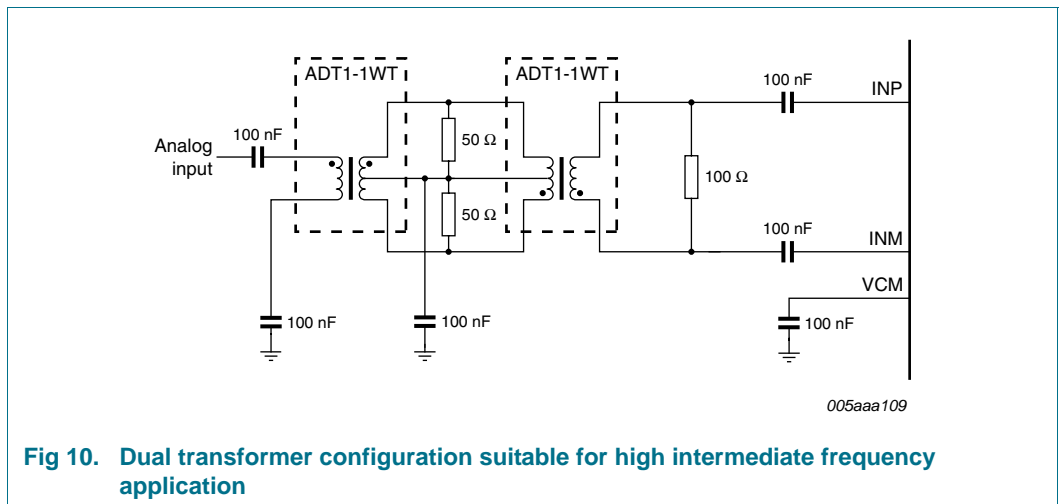 ADT1-1WT
ADT1-1WT
100 nF
INP
Analog
input
100 nF
50 Ω
50 Ω
100 Ω
100 nF
INM
VCM
100 nF
100 nF
100 nF
005aaa109
Fig 10. Dual transformer configuration suitable for high intermediate frequency
application